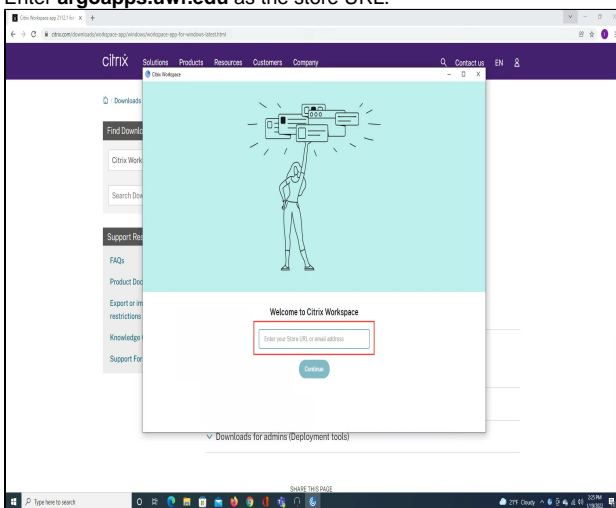 Enter argoapps.uwf.edu as the store URL.
Citrix Workspace app 2112.1 for
citrix.com/downloads/workspace-app/windows/workspace-app-for-windows-latest.html
citrix
Solutions Products Resources Customers Company
Contact us EN
Citrix Workspace
Downloads
Find Downlo
Citrix Work
Search Dow
Support Res
FAQs
Product Doc
Export or im
restrictions
Knowledge
Support For
Welcome to Citrix Workspace
Enter your Store URL or email address
Continue
Downloads for admins (Deployment tools)
SHARE THIS PAGE
Type here to search
21°F Cloudy
2:25 PM